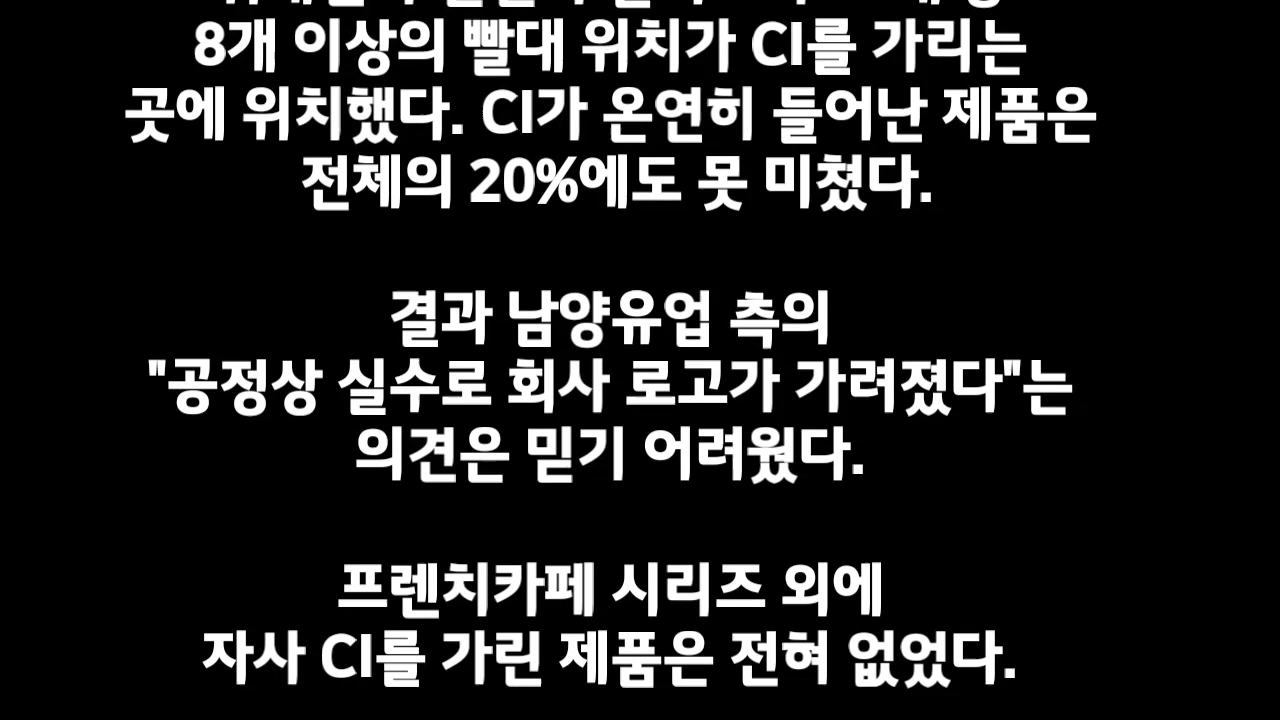 8개 이상의 빨대 위치가 CI를 가리는
곳에 위치했다. CI가 온연히 들어난 제품은
전체의 20%에도 못 미쳤다.
결과 남양유업 측의
"공정상 실수로 회사 로고가 가려졌다"는
의견은 믿기 어려웠다.
프렌치카페 시리즈 외에
자사 CI를 가린 제품은 전혀 없었다.